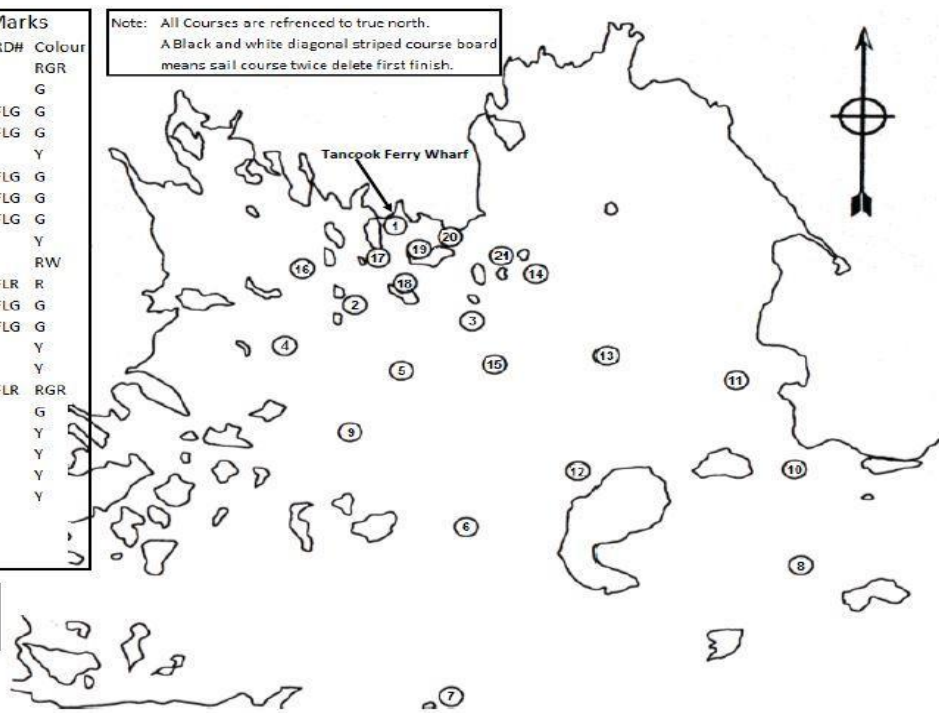 Marks
RD# Colour
RGR
G
FLG G
FLG G
Y
FLG G
FLG G
FLG G
Y
RW
FLR R
FLG G
FLG G
Y
Y
FLR RGR
G
Y
Y
Y
Y
Note: All Courses are refrenced to true north.
A Black and white diagonal striped course board
means sail course twice delete first finish.
Tancook Ferry Wharf
1
20
19
21
17
16
14
18
2
3
4
13
15
5
11
9
12
10
6
8
7